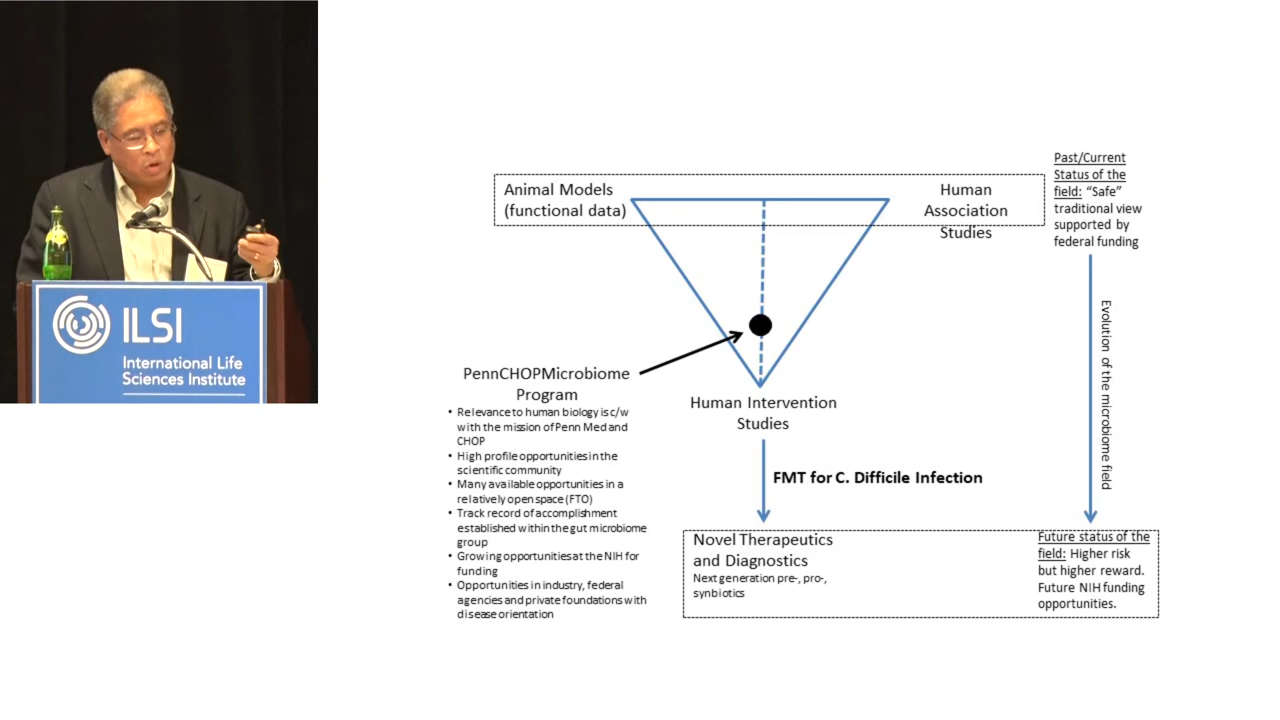 ILSI
International Life
Sciences Institute
Animal Models
(functional data)
Human
Association
Studies
Past/Current
Status of the
field: “Safe”
traditional view
supported by
federal funding
Evolution of the microbiome field
PennCHOPMicrobiome
Program
• Relevance to human biology is c/w
with the mission of Penn Med and
CHOP
• High profile opportunities in the
scientific community
• Many available opportunities in a
relatively open space (FTO)
• Track record of accomplishment
established within the gut microbiome
group
• Growing opportunities at the NIH for
funding
• Opportunities in industry, federal
agencies and private foundations with
disease orientation
Human Intervention
Studies
FMT for C. Difficile Infection
Novel Therapeutics
and Diagnostics
Next generation pre-, pro-,
synbiotics
Future status of the
field: Higher risk
but higher reward.
Future NIH funding
opportunities.